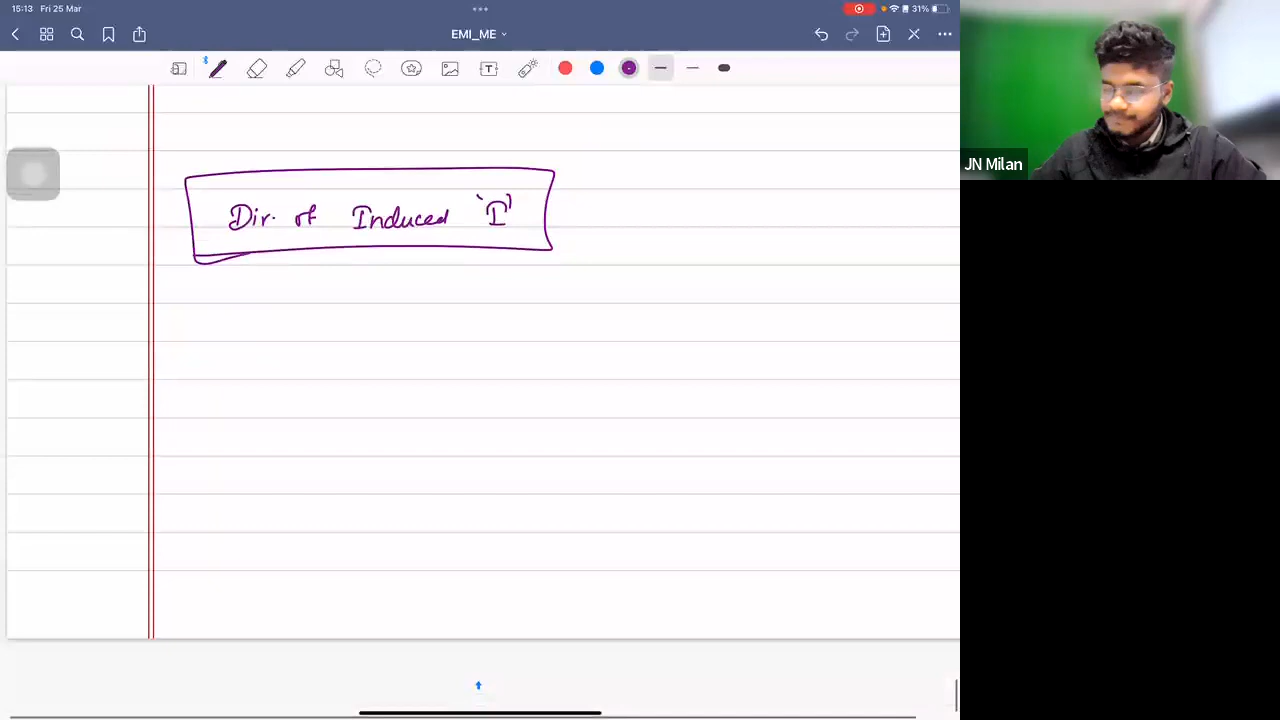 15:13 Fri 25 Mar
31%
EMI_ME
T
Dir. of Induced 'I'
JN Milan